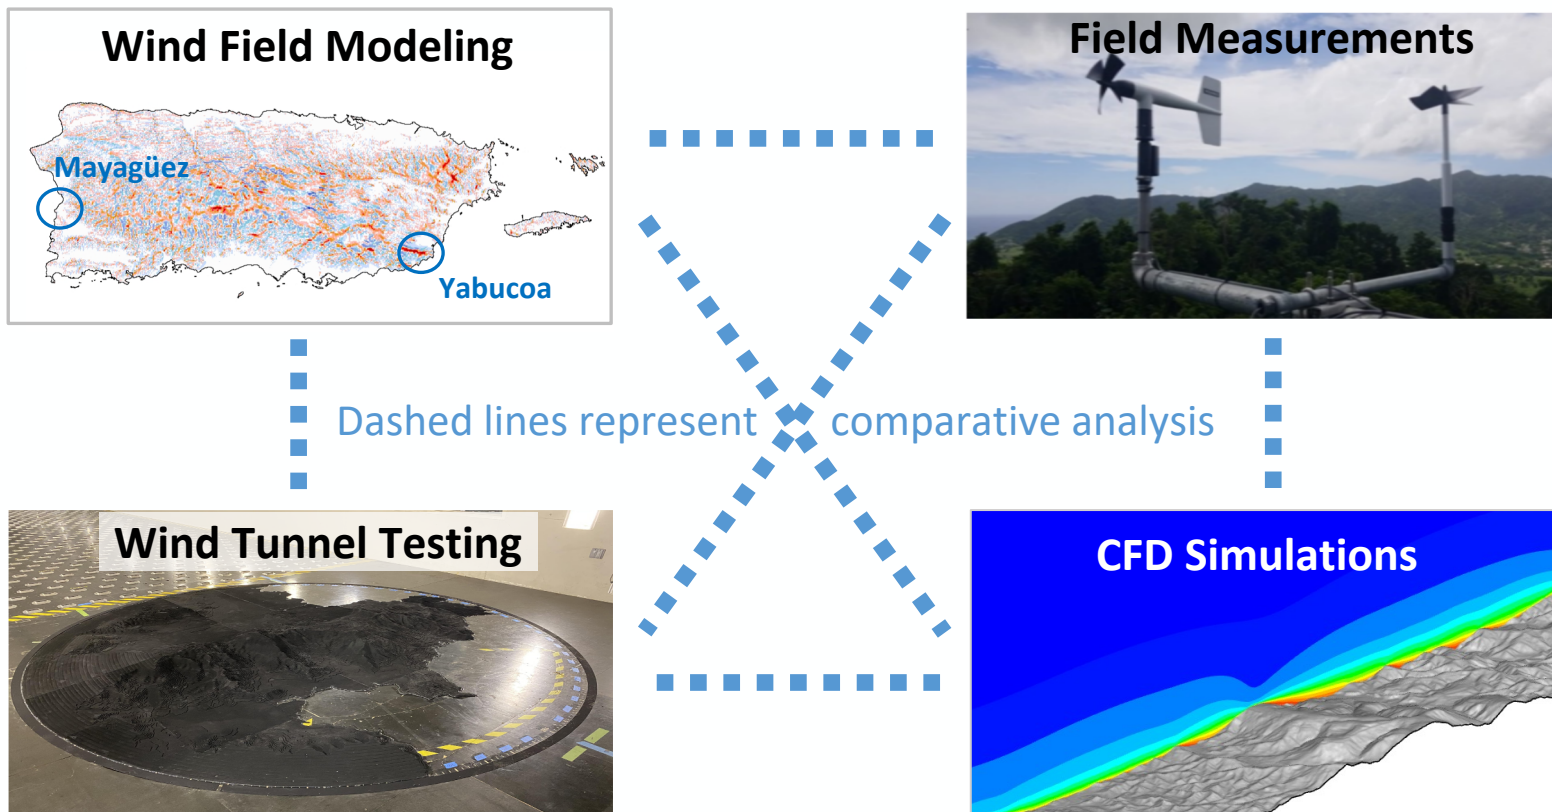 Wind Field Modeling
Mayagüez
Yabucoa
Field Measurements
Dashed lines represent comparative analysis
Wind Tunnel Testing
CFD Simulations